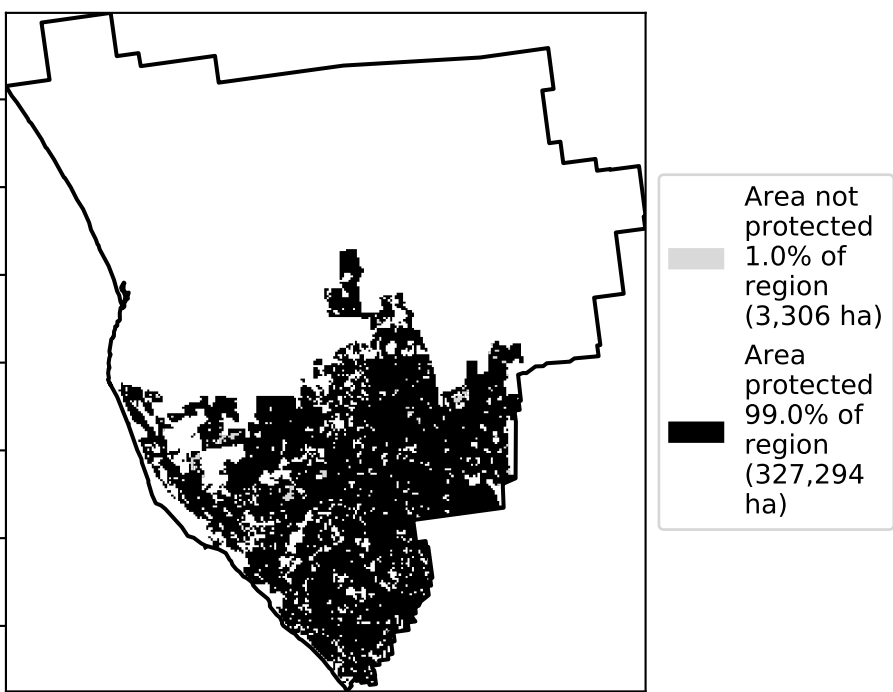 Area not
protected
1.0% of
region
(3,306 ha)
Area
protected
99.0% of
region
(327,294
ha)